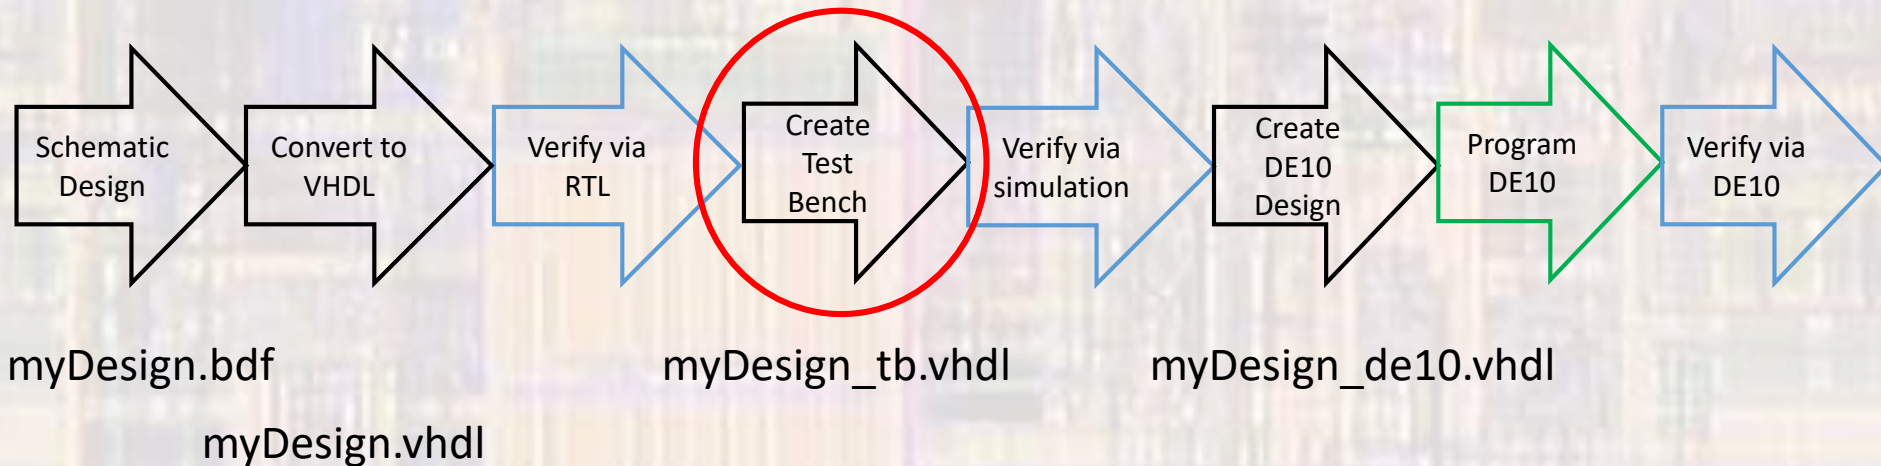 Schematic
Design
Convert to
VHDL
Verify via
RTL
Create
Test
Bench
Verify via
simulation
Create
DE10
Design
Program
DE10
Verify via
DE10
myDesign.bdf
myDesign_tb.vhdl
myDesign_de10.vhdl
myDesign.vhdl